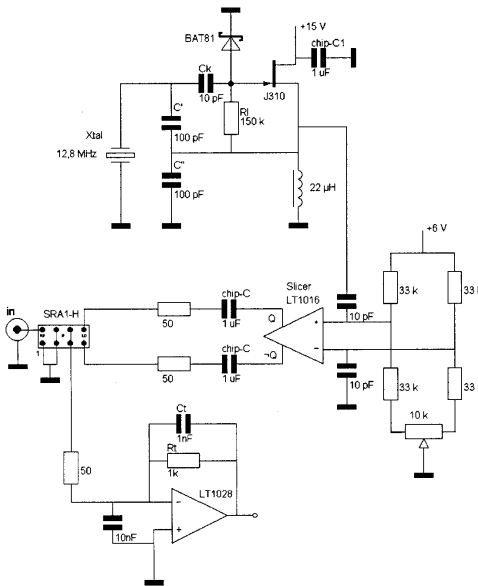 +15 V
BAT81
chip-C1
1 uF
Ck
10 pF
J310
Rl
150 k
C'
100 pF
Xtal
12,8 MHz
C"
100 pF
22 µH
+6 V
Slicer
LT1016
chip-C
1 uF
Q
+
−
10 pF
33 k
33
in
SRA1-H
1
50
chip-C
1 uF
¬Q
50
10 pF
33 k
33
10 k
Ct
1nF
Rt
1k
50
LT1028
−
+
10nF